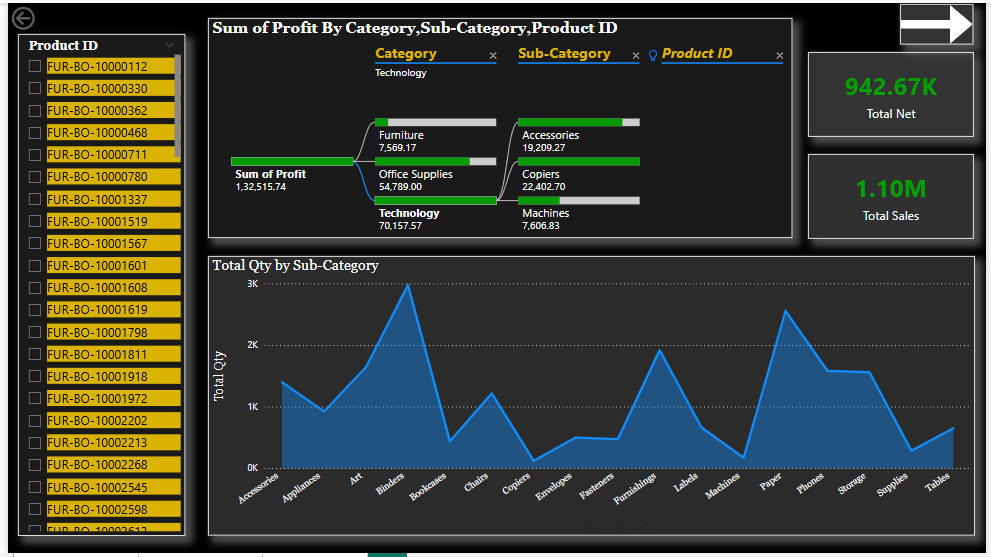 Product ID
FUR-BO-10000112
FUR-BO-10000330
FUR-BO-10000362
FUR-BO-10000468
FUR-BO-10000711
FUR-BO-10000780
FUR-BO-10001337
FUR-BO-10001519
FUR-BO-10001567
FUR-BO-10001601
FUR-BO-10001608
FUR-BO-10001619
FUR-BO-10001798
FUR-BO-10001811
FUR-BO-10001918
FUR-BO-10001972
FUR-BO-10002202
FUR-BO-10002213
FUR-BO-10002268
FUR-BO-10002545
FUR-BO-10002598
Sum of Profit By Category,Sub-Category,Product ID
Category Sub-Category Product ID
Technology
Sum of Profit
1,32,515.74
Furniture
7,569.17
Office Supplies
54,789.00
Technology
70,157.57
Accessories
19,209.27
Copiers
22,402.70
Machines
7,606.83
942.67K
Total Net
1.10M
Total Sales
Total Qty by Sub-Category
Total Qty
3K
2K
1K
0K
Accessories
Appliances
Art
Binders
Bookcases
Chairs
Copiers
Envelopes
Fasteners
Furnishings
Labels
Machines
Paper
Phones
Storage
Supplies
Tables
Sub-Category